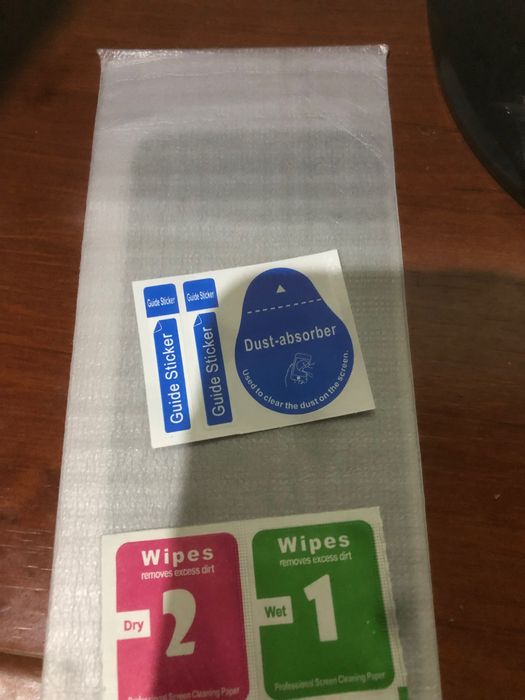 Guide Sticker
Guide Sticker
Guide Sticker
Guide Sticker
Dust-absorber
Used to clear the dust on the screen.
Wipes
removes excess dirt
Dry
2
Professional Screen Cleaning Paper
Wipes
removes excess dirt
Wet
1
Professional Screen Cleaning Paper